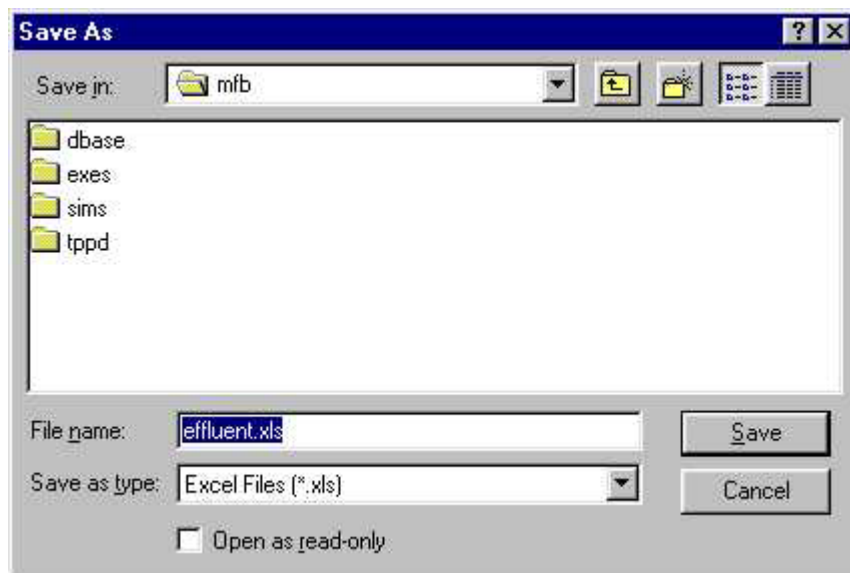 Save As
Save in: mfb
dbase
exes
sims
tppd
File name: effluent.xls Save
Save as type: Excel Files (*.xls) Cancel
Open as read-only